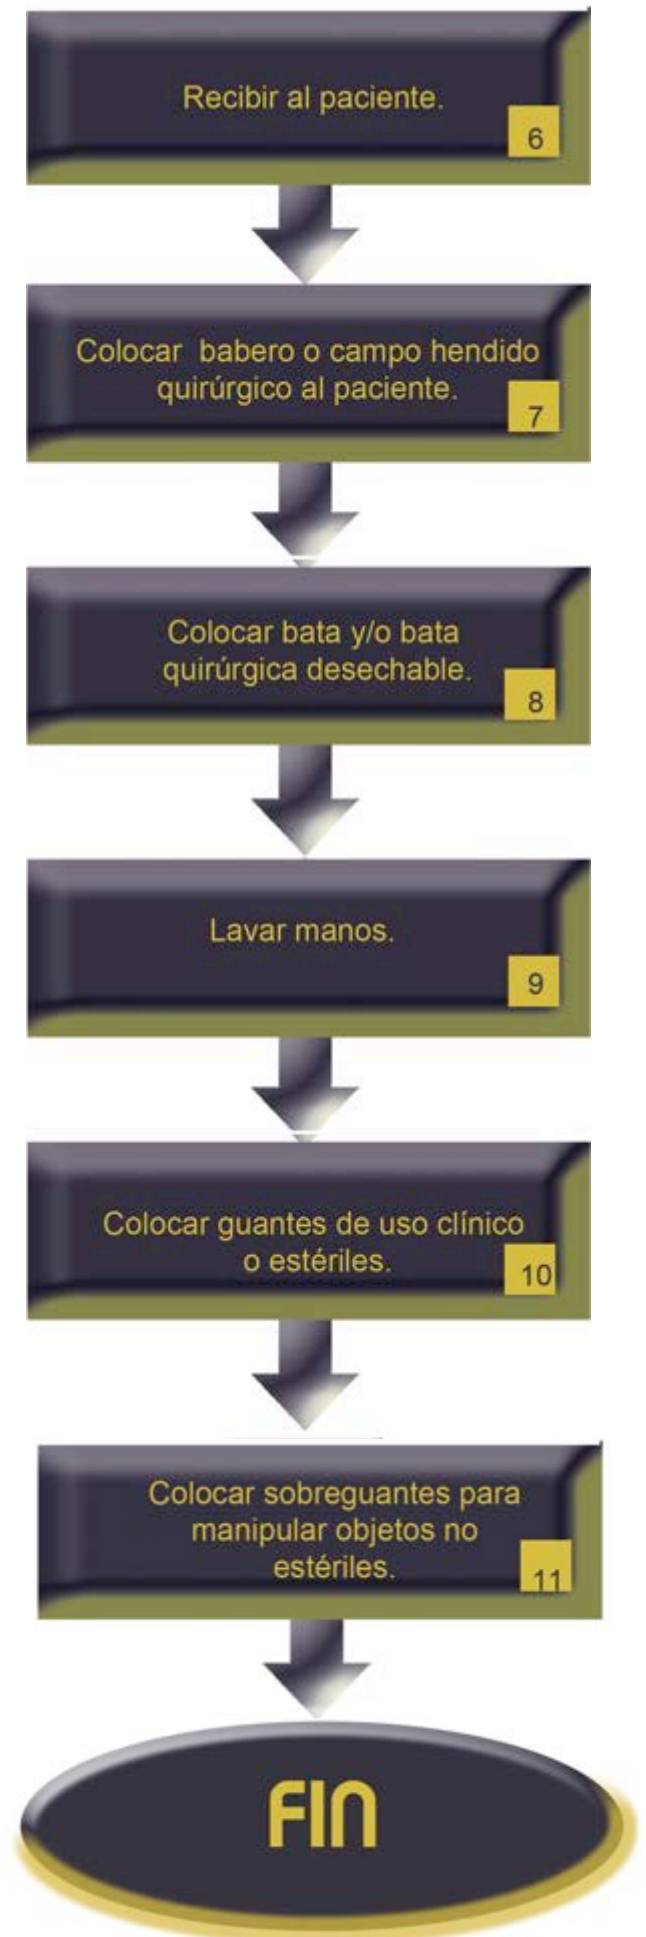 Recibir al paciente.
6
Colocar babero o campo hendido
quirúrgico al paciente.
7
Colocar bata y/o bata
quirúrgica desechable.
8
Lavar manos.
9
Colocar guantes de uso clínico
o estériles.
10
Colocar sobreguantes para
manipular objetos no
estériles.
11
FIN